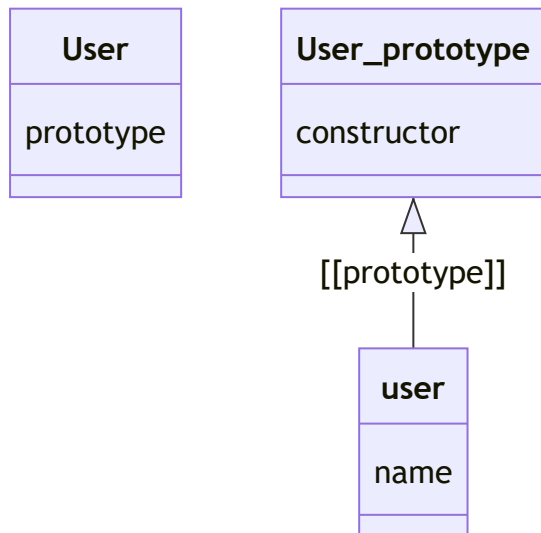 User
prototype
User_prototype
constructor
[[prototype]]
user
name